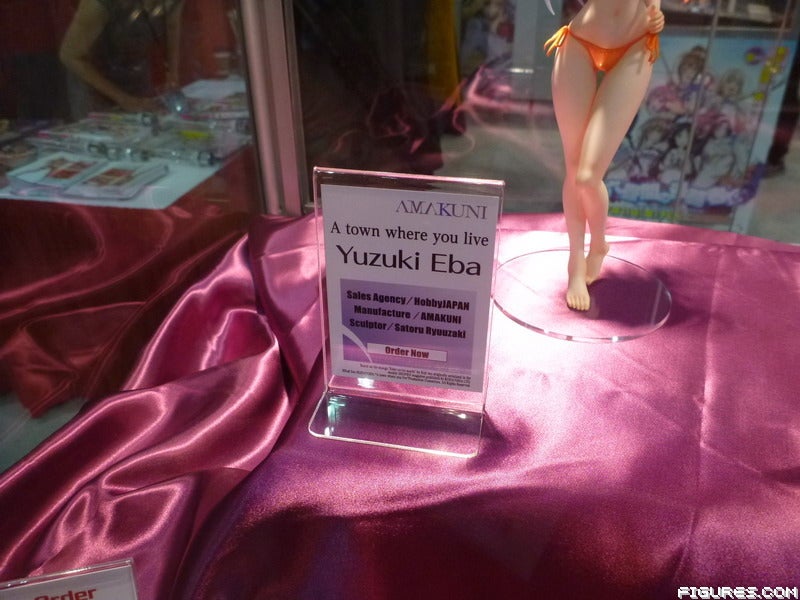 AMAKUNI
A town where you live
Yuzuki Eba
Sales Agency／HobbyJAPAN
Manufacture／AMAKUNI
Sculptor／Satoru Ryuuzaki
Order Now
Order
FIGURES.COM